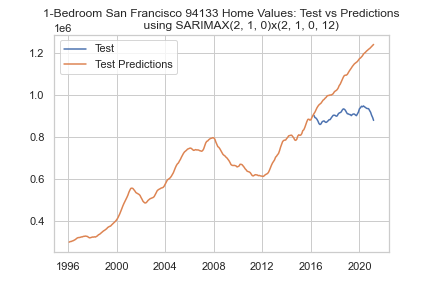 1-Bedroom San Francisco 94133 Home Values: Test vs Predictions
using SARIMAX(2, 1, 0)x(2, 1, 0, 12)
1e6
Test
Test Predictions
1.2
1.0
0.8
0.6
0.4
1996 2000 2004 2008 2012 2016 2020